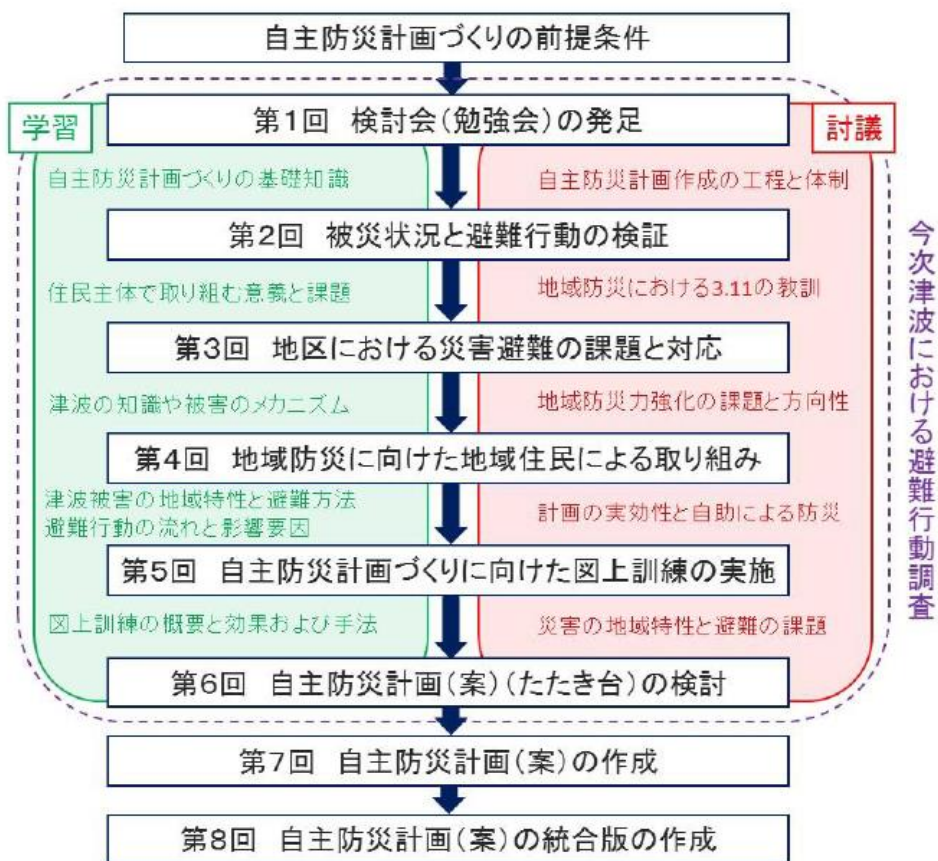 自主防災計画づくりの前提条件
学習
第1回 検討会(勉強会)の発足
討議
自主防災計画づくりの基礎知識
自主防災計画作成の工程と体制
第2回 被災状況と避難行動の検証
住民主体で取り組む意義と課題
地域防災における3.11の教訓
第3回 地区における災害避難の課題と対応
津波の知識や被害のメカニズム
地域防災力強化の課題と方向性
第4回 地域防災に向けた地域住民による取り組み
津波被害の地域特性と避難方法
避難行動の流れと影響要因
計画の実効性と自助による防災
第5回 自主防災計画づくりに向けた図上訓練の実施
図上訓練の概要と効果および手法
災害の地域特性と避難の課題
第6回 自主防災計画(案)(たたき台)の検討
第7回 自主防災計画(案)の作成
第8回 自主防災計画(案)の統合版の作成
今次津波における避難行動調査